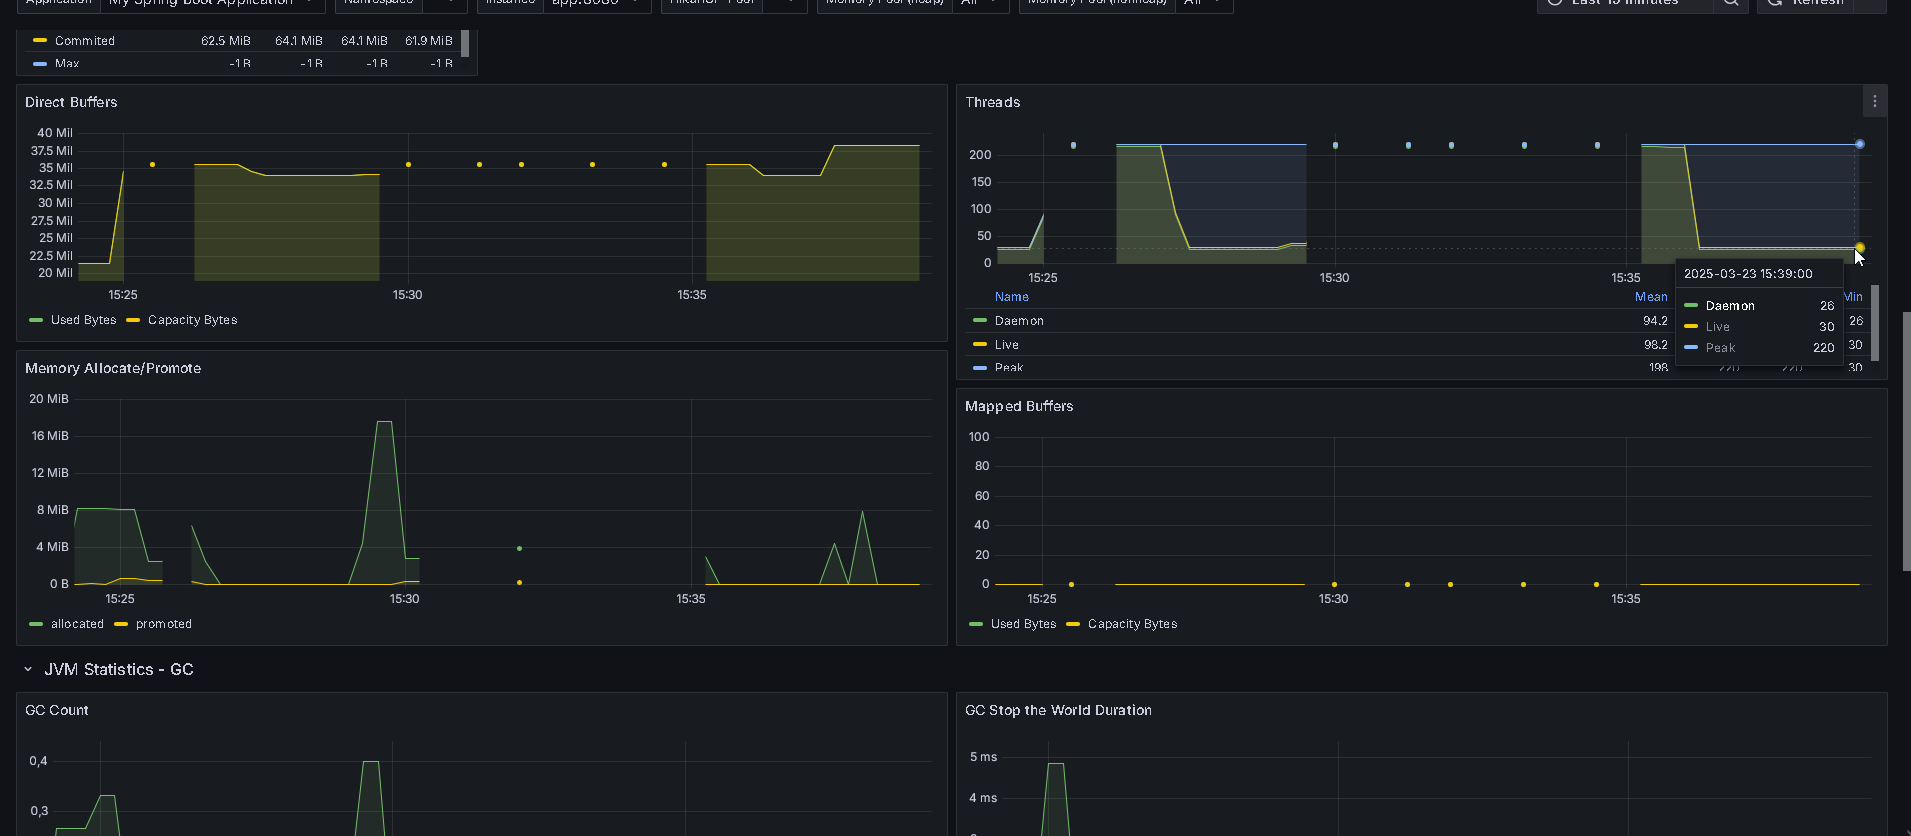 Application My Spring Boot Application Namespace Instance app:8080 HikariCP-Pool Memory Pool (heap) All Memory Pool (nonheap) All Last 15 minutes Refresh
Commited 62.5 MiB 64.1 MiB 64.1 MiB 61.9 MiB
Max -1 B -1 B -1 B -1 B
Direct Buffers
40 Mil
37.5 Mil
35 Mil
32.5 Mil
30 Mil
27.5 Mil
25 Mil
22.5 Mil
20 Mil
15:25 15:30 15:35
Used Bytes Capacity Bytes
Threads
200
150
100
50
0
15:25 15:30 15:35
Name Mean Min
Daemon 94.2 26
Live 98.2 30
Peak 198 220 220 30
2025-03-23 15:39:00
Daemon 26
Live 30
Peak 220
Memory Allocate/Promote
20 MiB
16 MiB
12 MiB
8 MiB
4 MiB
0 B
15:25 15:30 15:35
allocated promoted
Mapped Buffers
100
80
60
40
20
0
15:25 15:30 15:35
Used Bytes Capacity Bytes
JVM Statistics - GC
GC Count
0,4
0,3
GC Stop the World Duration
5 ms
4 ms